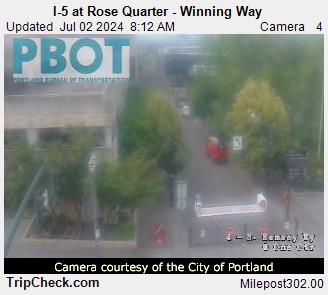 I-5 at Rose Quarter - Winning Way
Updated Jul 02 2024 8:12 AM Camera 4
PBOT
PORTLAND BUREAU OF TRANSPORTATION
Camera courtesy of the City of Portland
TripCheck.com Milepost302.00